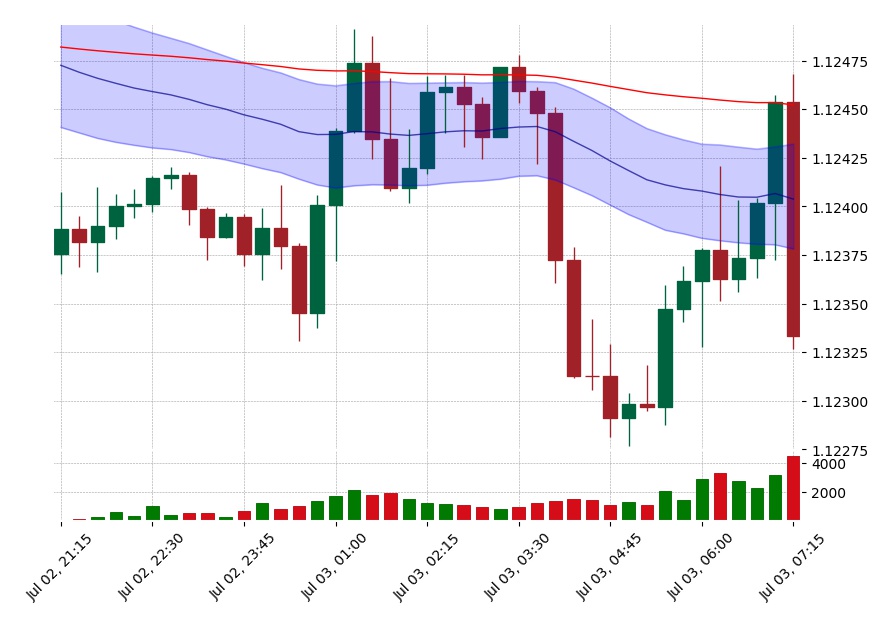 1.12475
1.12450
1.12425
1.12400
1.12375
1.12350
1.12325
1.12300
1.12275
4000
2000
Jul 02, 21:15
Jul 02, 22:30
Jul 02, 23:45
Jul 03, 01:00
Jul 03, 02:15
Jul 03, 03:30
Jul 03, 04:45
Jul 03, 06:00
Jul 03, 07:15